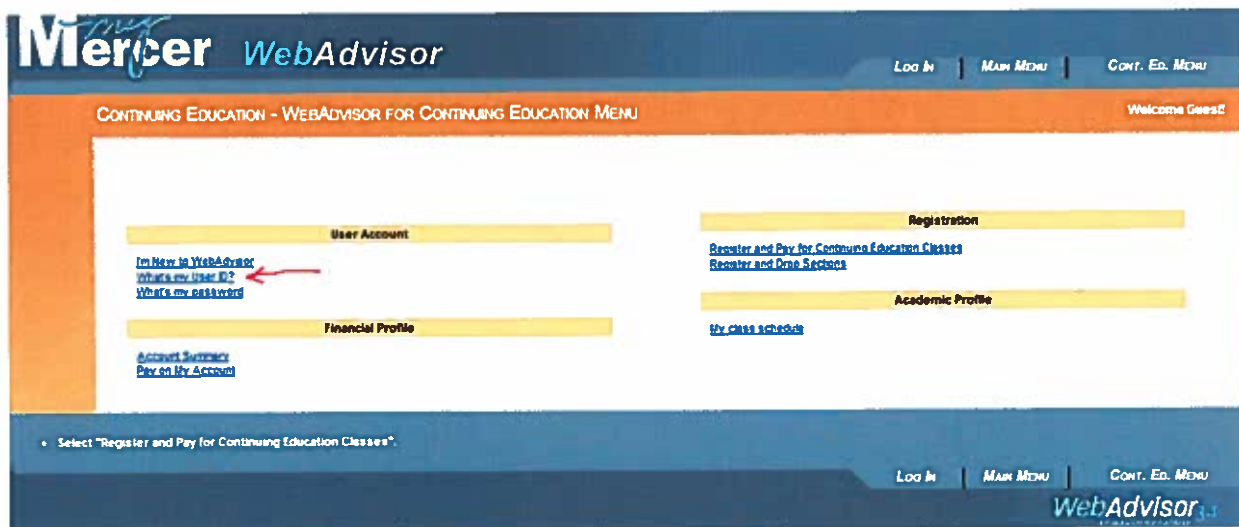 my
Mercer WebAdvisor
LOG IN MAIN MENU CONT. ED. MENU
CONTINUING EDUCATION - WEBADVISOR FOR CONTINUING EDUCATION MENU
Welcome Guest!
User Account
I'm New to WebAdvisor
What's my User ID?
What's my password
Financial Profile
Account Summary
Pay on My Account
Registration
Register and Pay for Continuing Education Classes
Register and Drop Sections
Academic Profile
My class schedule
• Select "Register and Pay for Continuing Education Classes".
LOG IN MAIN MENU CONT. ED. MENU
WebAdvisor 3.1